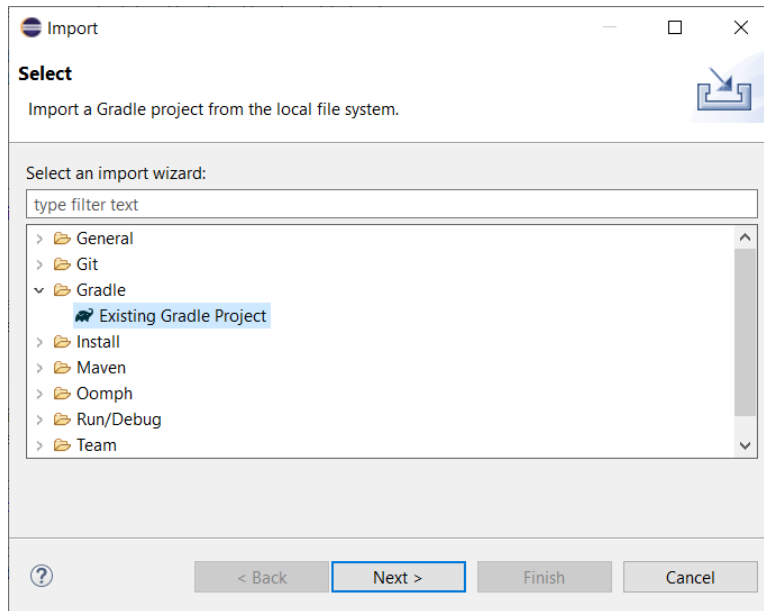 Import
Select
Import a Gradle project from the local file system.
Select an import wizard:
type filter text
General
Git
Gradle
Existing Gradle Project
Install
Maven
Oomph
Run/Debug
Team
?
< Back
Next >
Finish
Cancel